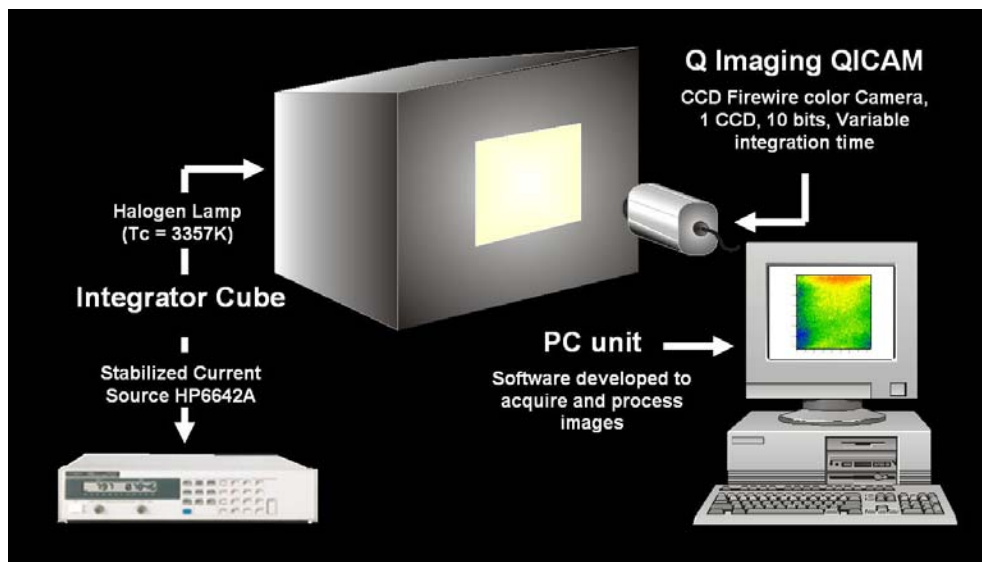 Q Imaging QICAM
CCD Firewire color Camera,
1 CCD, 10 bits, Variable
integration time
Halogen Lamp
(Tc = 3357K)
Integrator Cube
Stabilized Current
Source HP6642A
PC unit
Software developed to
acquire and process
images